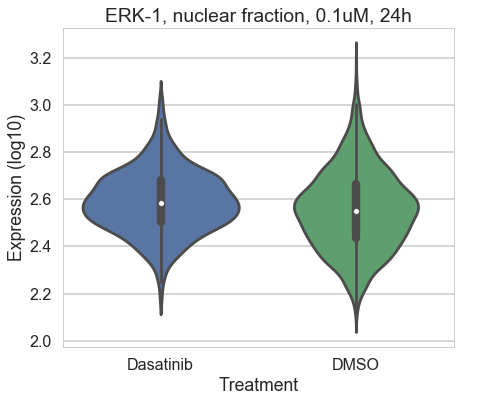 ERK-1, nuclear fraction, 0.1uM, 24h
Expression (log10)
3.2
3.0
2.8
2.6
2.4
2.2
2.0
Dasatinib
DMSO
Treatment